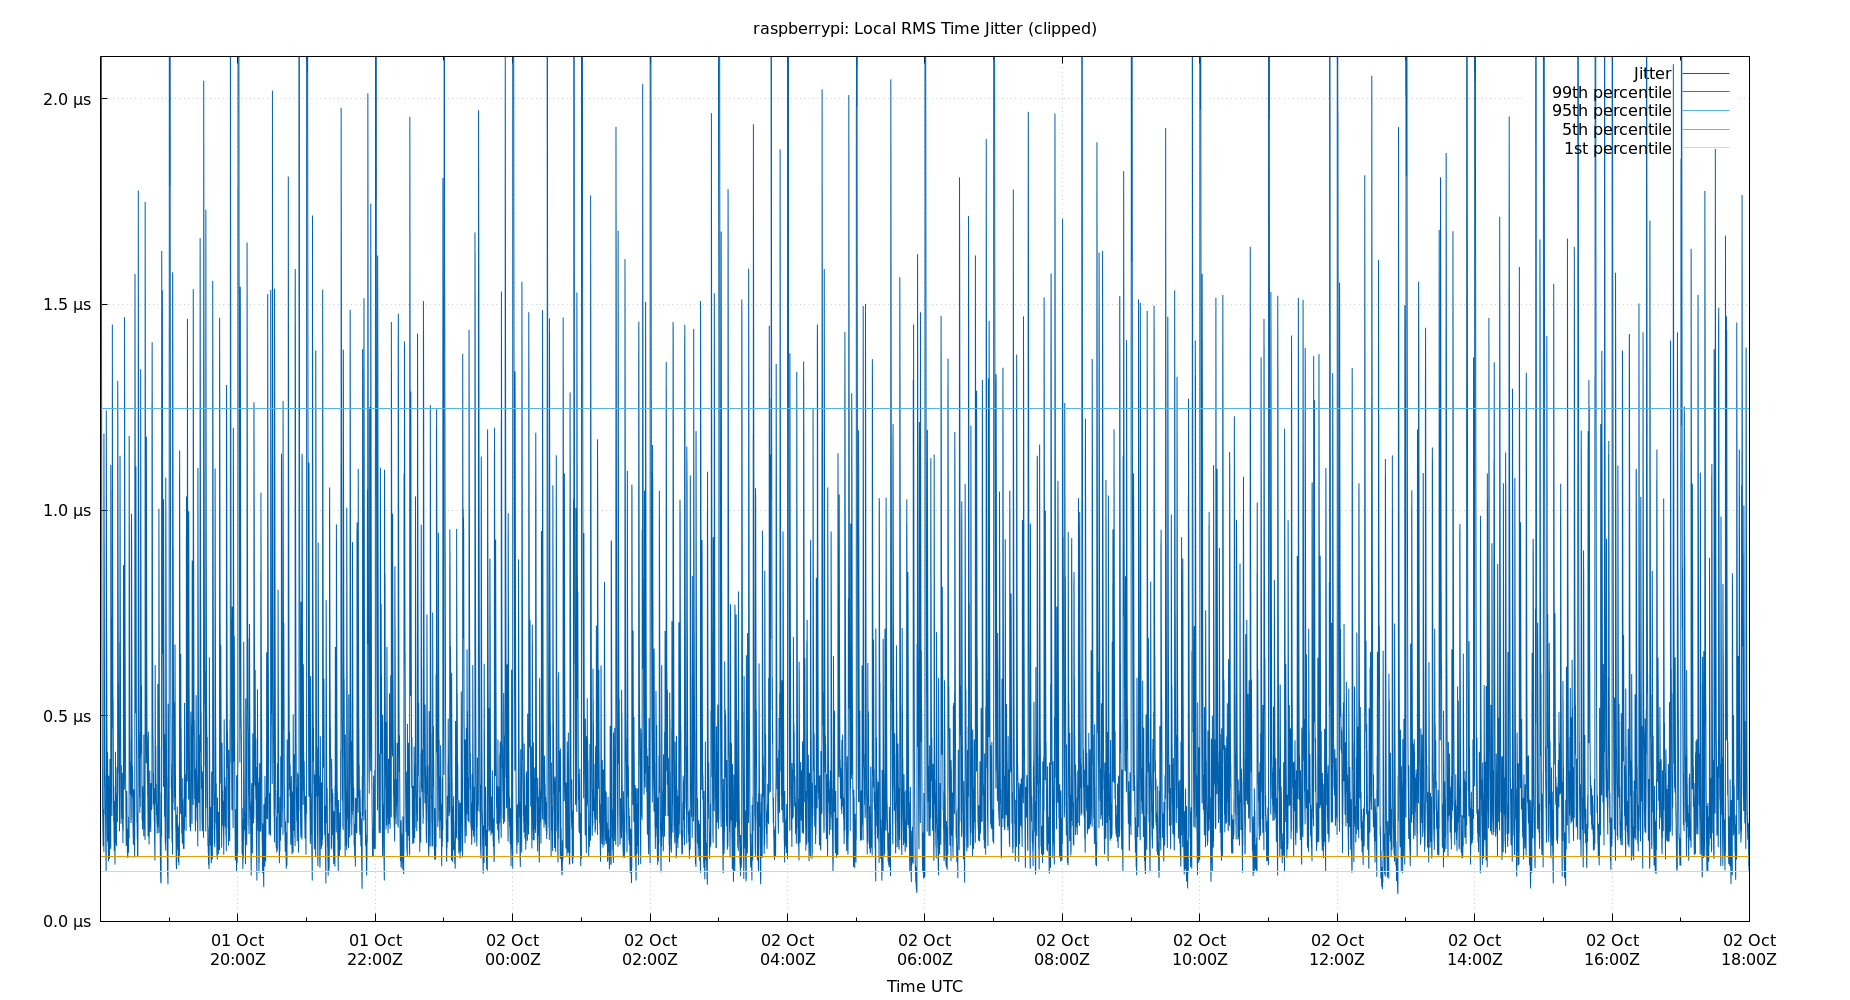 raspberrypi: Local RMS Time Jitter (clipped)
Jitter
99th percentile
95th percentile
5th percentile
1st percentile
2.0 µs
1.5 µs
1.0 µs
0.5 µs
0.0 µs
01 Oct
20:00Z
01 Oct
22:00Z
02 Oct
00:00Z
02 Oct
02:00Z
02 Oct
04:00Z
02 Oct
06:00Z
02 Oct
08:00Z
02 Oct
10:00Z
02 Oct
12:00Z
02 Oct
14:00Z
02 Oct
16:00Z
02 Oct
18:00Z
Time UTC